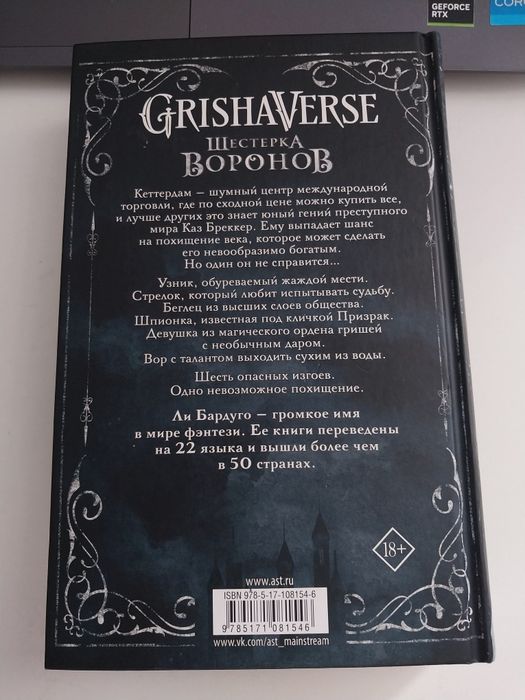 GEFORCE
RTX
GRISHAVERSE
ШЕСТЕРКА
ВОРОНОВ
Кеттердам – шумный центр международной
торговли, где по сходной цене можно купить все,
и лучше других это знает юный гений преступного
мира Каз Бреккер. Ему выпадает шанс
на похищение века, которое может сделать
его невообразимо богатым.
Но один он не справится...
Узник, обуреваемый жаждой мести.
Стрелок, который любит испытывать судьбу.
Беглец из высших слоев общества.
Шпионка, известная под кличкой Призрак.
Девушка из магического ордена гришей
с необычным даром.
Вор с талантом выходить сухим из воды.
Шесть опасных изгоев.
Одно невозможное похищение.
Ли Бардуго – громкое имя
в мире фэнтези. Ее книги переведены
на 22 языка и вышли более чем
в 50 странах.
18+
www.ast.ru
ISBN 978-5-17-108154-6
9785171081546
www.vk.com/ast_mainstream